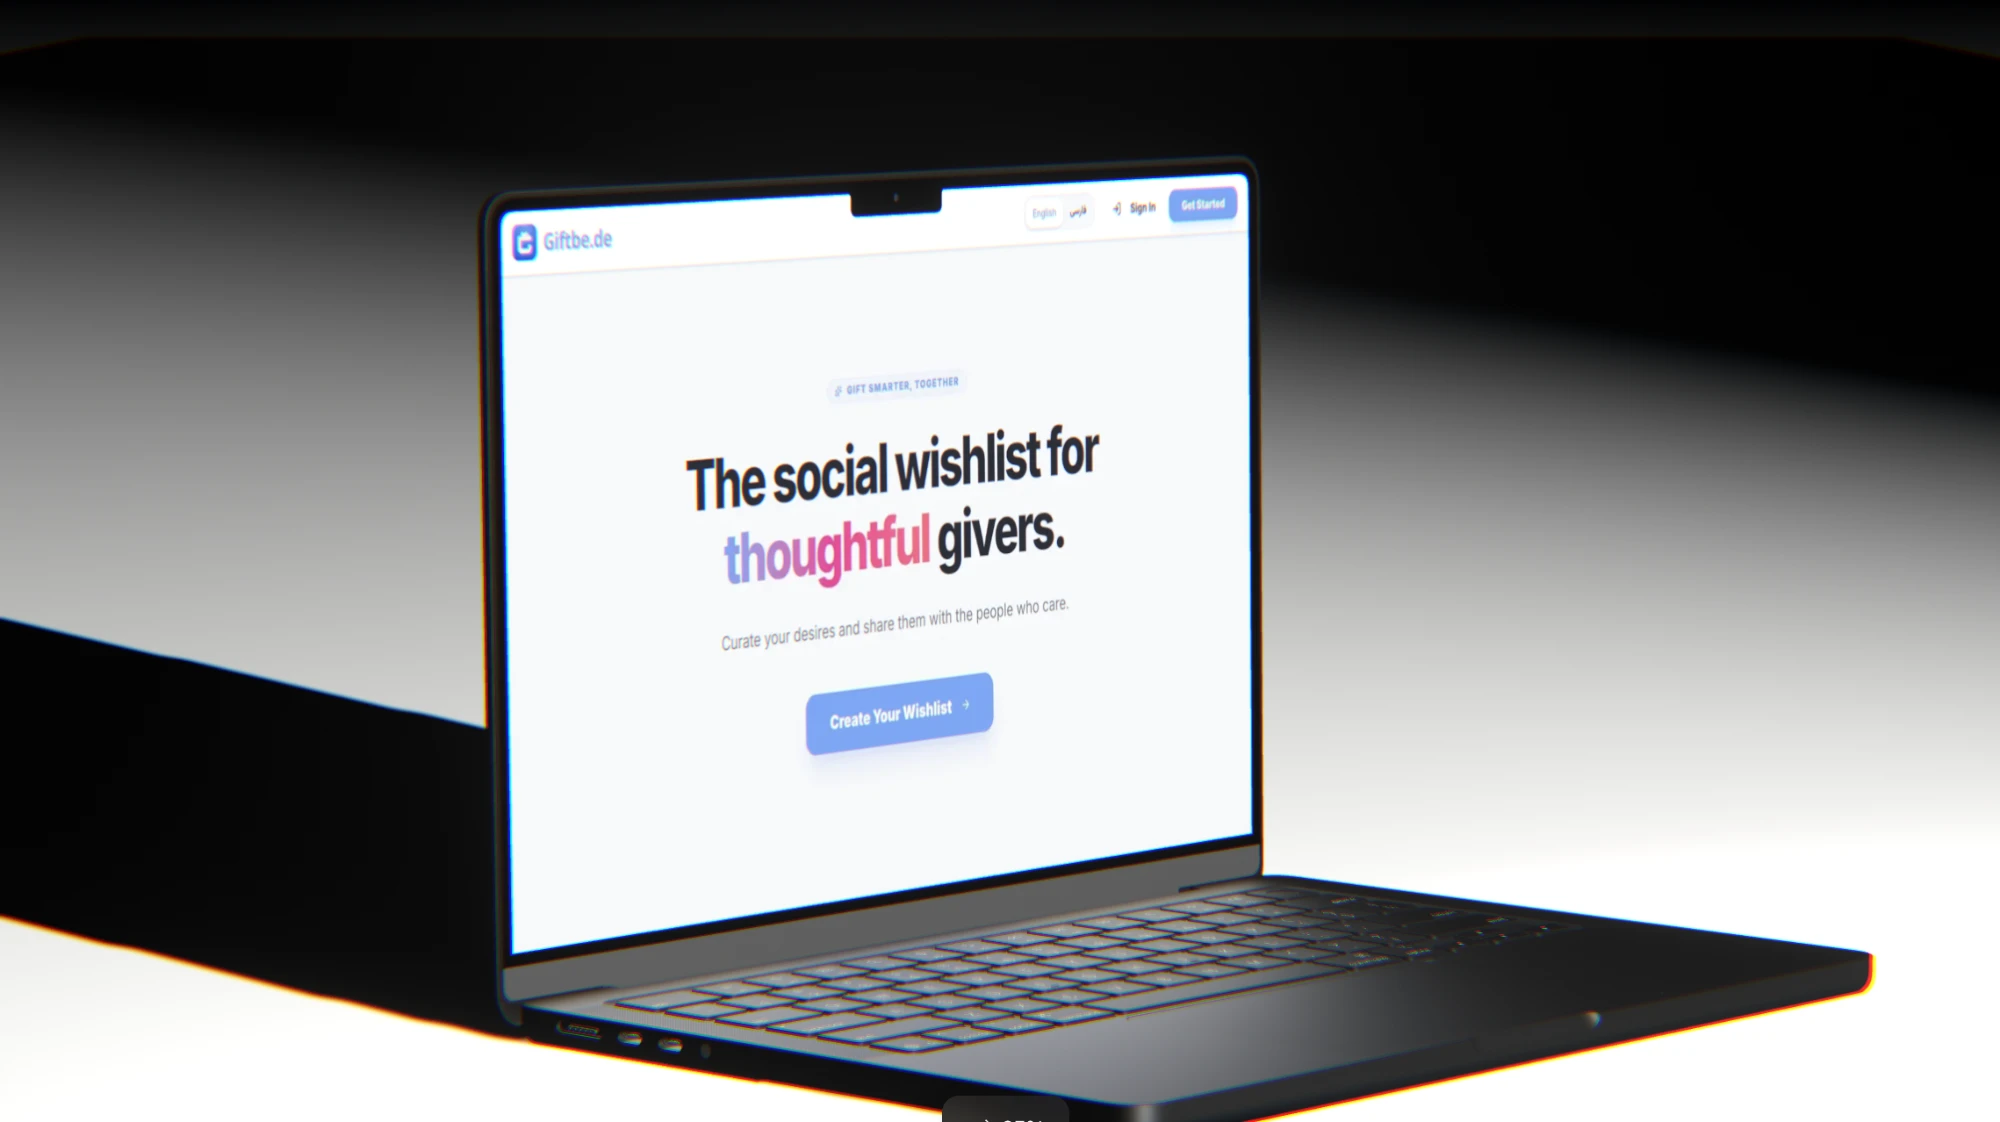 Giftbe.de
English فارسی Sign In Get Started
GIFT SMARTER, TOGETHER
The social wishlist for
thoughtful givers.
Curate your desires and share them with the people who care.
Create Your Wishlist →